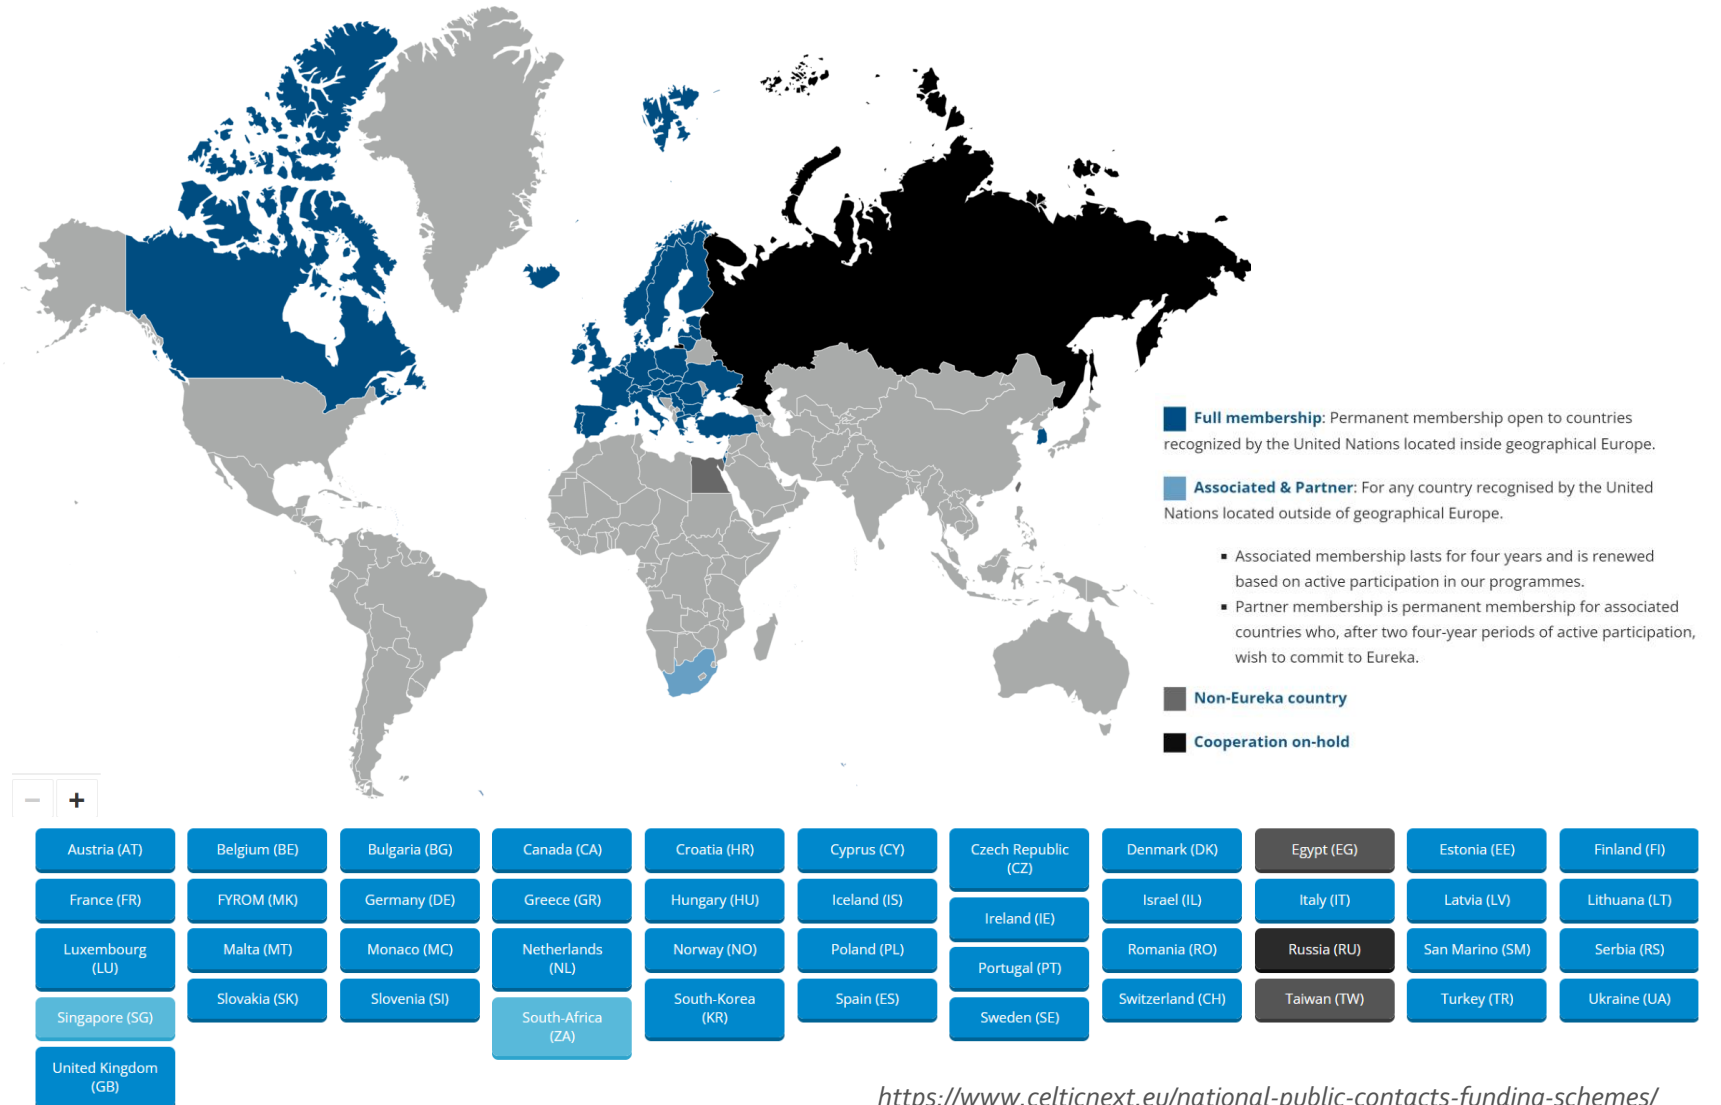 Full membership: Permanent membership open to countries
recognized by the United Nations located inside geographical Europe.
Associated & Partner: For any country recognised by the United
Nations located outside of geographical Europe.
▪ Associated membership lasts for four years and is renewed
based on active participation in our programmes.
▪ Partner membership is permanent membership for associated
countries who, after two four-year periods of active participation,
wish to commit to Eureka.
Non-Eureka country
Cooperation on-hold
− +
Austria (AT)
Belgium (BE)
Bulgaria (BG)
Canada (CA)
Croatia (HR)
Cyprus (CY)
Czech Republic
(CZ)
Denmark (DK)
Egypt (EG)
Estonia (EE)
Finland (FI)
France (FR)
FYROM (MK)
Germany (DE)
Greece (GR)
Hungary (HU)
Iceland (IS)
Ireland (IE)
Israel (IL)
Italy (IT)
Latvia (LV)
Lithuana (LT)
Luxembourg
(LU)
Malta (MT)
Monaco (MC)
Netherlands
(NL)
Norway (NO)
Poland (PL)
Portugal (PT)
Romania (RO)
Russia (RU)
San Marino (SM)
Serbia (RS)
Singapore (SG)
Slovakia (SK)
Slovenia (SI)
South-Africa
(ZA)
South-Korea
(KR)
Spain (ES)
Sweden (SE)
Switzerland (CH)
Taiwan (TW)
Turkey (TR)
Ukraine (UA)
United Kingdom
(GB)
https://www.celticnext.eu/national-public-contacts-funding-schemes/